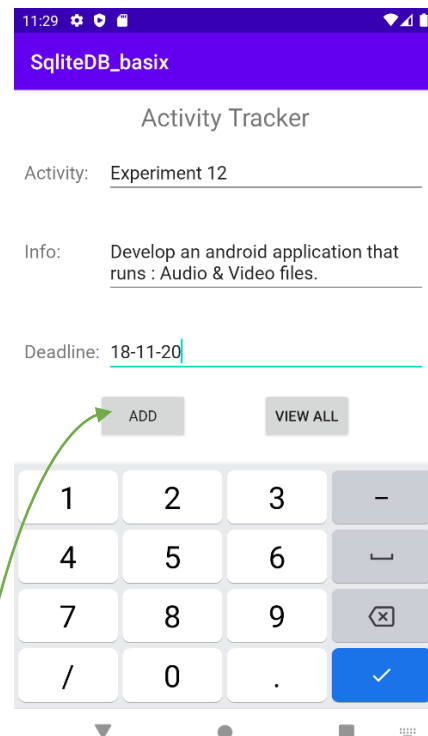 11:29
SqliteDB_basix
Activity Tracker
Activity: Experiment 12
Info: Develop an android application that
runs : Audio & Video files.
Deadline: 18-11-20
ADD VIEW ALL
1 2 3 –
4 5 6
7 8 9
/ 0 .